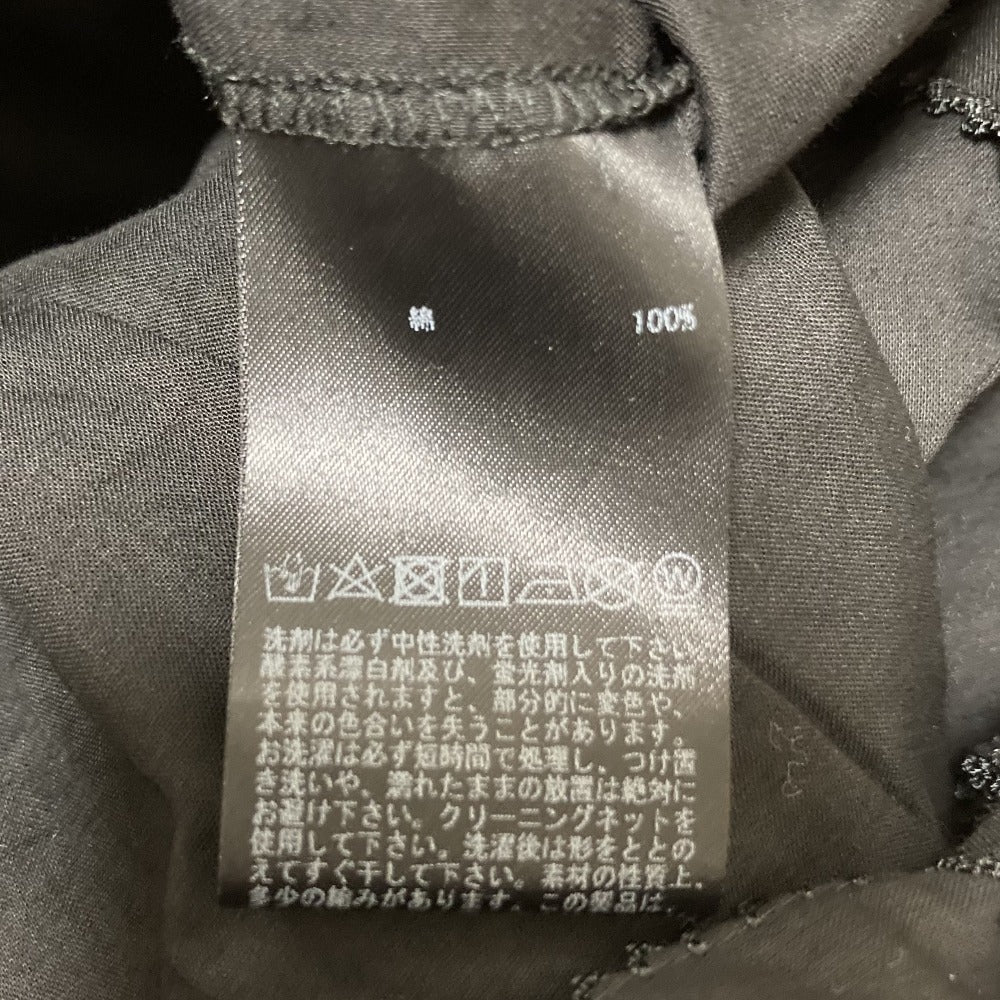 綿 100%
W
洗剤は必ず中性洗剤を使用して下さい。
酸素系漂白剤及び、蛍光剤入りの洗剤
を使用されますと、部分的に変色や、
本来の色合いを失うことがあります。
お洗濯は必ず短時間で処理し、つけ置
き洗いや、濡れたままの放置は絶対に
お避け下さい。クリーニングネットを
使用して下さい。洗濯後は形をととの
えてすぐ干して下さい。素材の性質上、
多少の縮みがあります。この製品は、